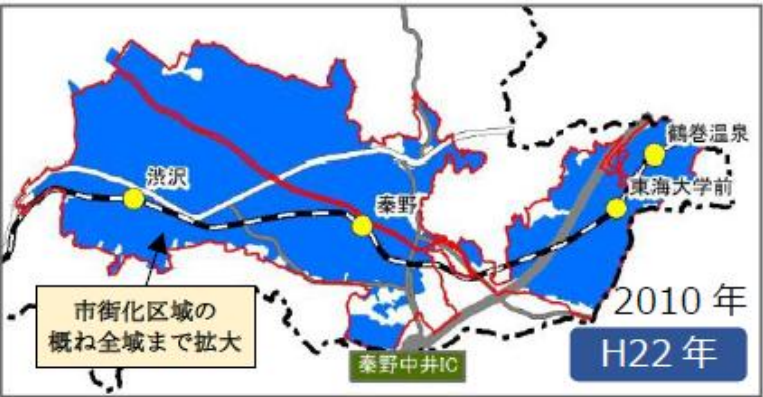 鶴巻温泉
渋沢
東海大学前
秦野
市街化区域の
概ね全域まで拡大
2010 年
H22 年
秦野中井IC